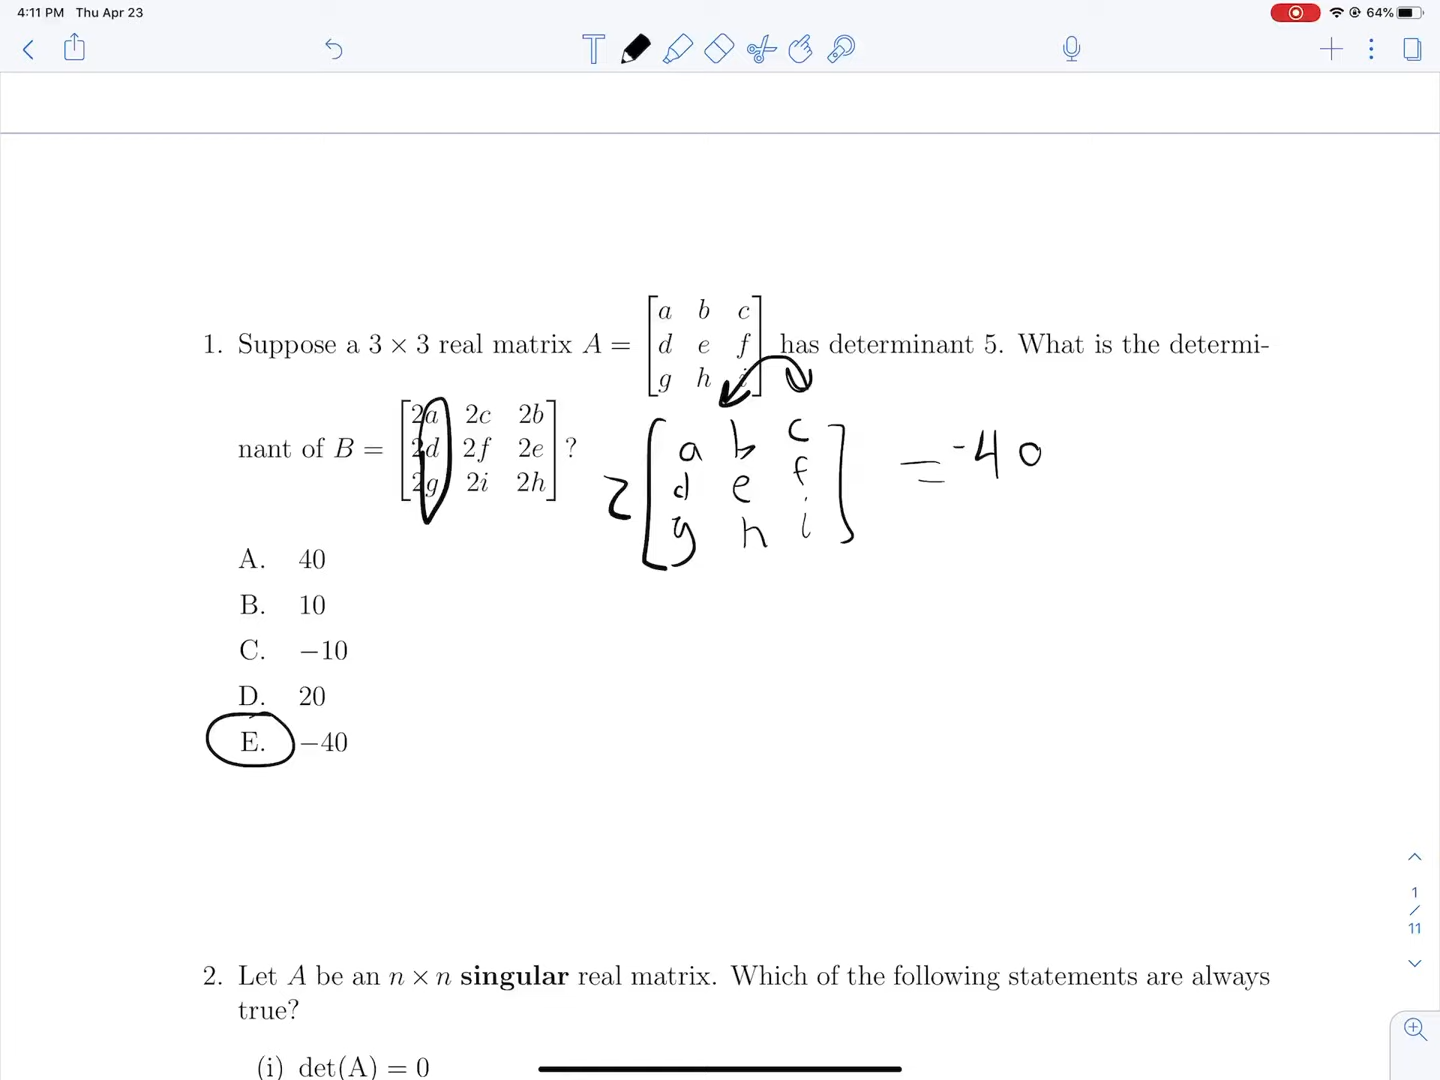 4:11 PM Thu Apr 23
64%
1. Suppose a 3 × 3 real matrix A = [a b c; d e f; g h i] has determinant 5. What is the determi-
nant of B = [2a 2c 2b; 2d 2f 2e; 2g 2i 2h]?
2 [a b c; d e f; g h i] = -40
A. 40
B. 10
C. −10
D. 20
E. −40
1
/
11
2. Let A be an n × n singular real matrix. Which of the following statements are always
true?
(i) det(A) = 0